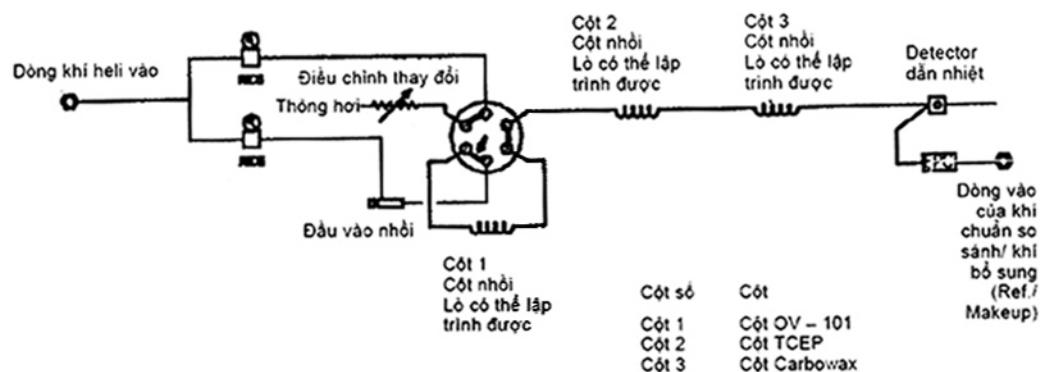 Dòng khí heli vào
Điều chỉnh thay đổi
Thông hơi
Đầu vào nhồi
Cột 1
Cột nhồi
Lò có thể lập
trình được
Cột 2
Cột nhồi
Lò có thể lập
trình được
Cột 3
Cột nhồi
Lò có thể lập
trình được
Detector
dẫn nhiệt
Dòng vào
của khí
chuẩn so
sánh/ khí
bổ sung
(Ref./
Makeup)
Cột số Cột
Cột 1 Cột OV – 101
Cột 2 Cột TCEP
Cột 3 Cột Carbowax